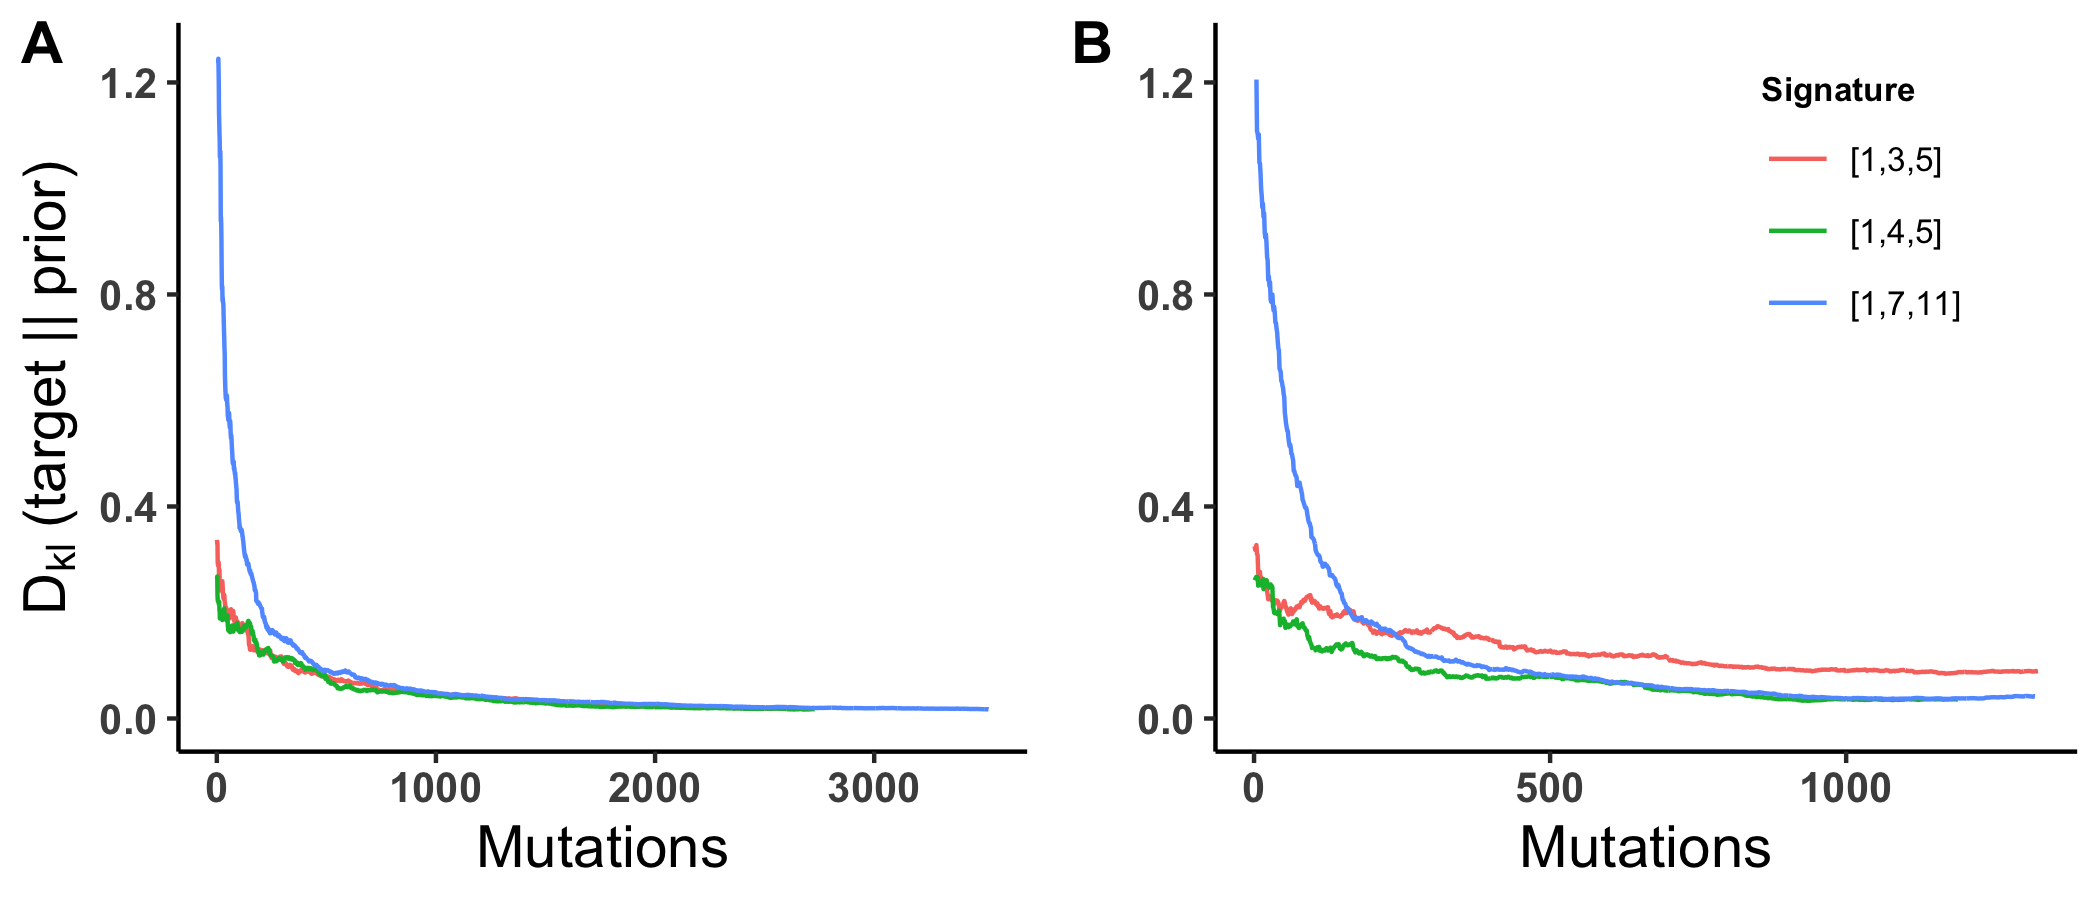 A
1.2
0.8
0.4
0.0
Dkl (target ||| prior)
0 1000 2000 3000
Mutations
B
1.2
0.8
0.4
0.0
0 500 1000
Mutations
Signature
[1,3,5]
[1,4,5]
[1,7,11]